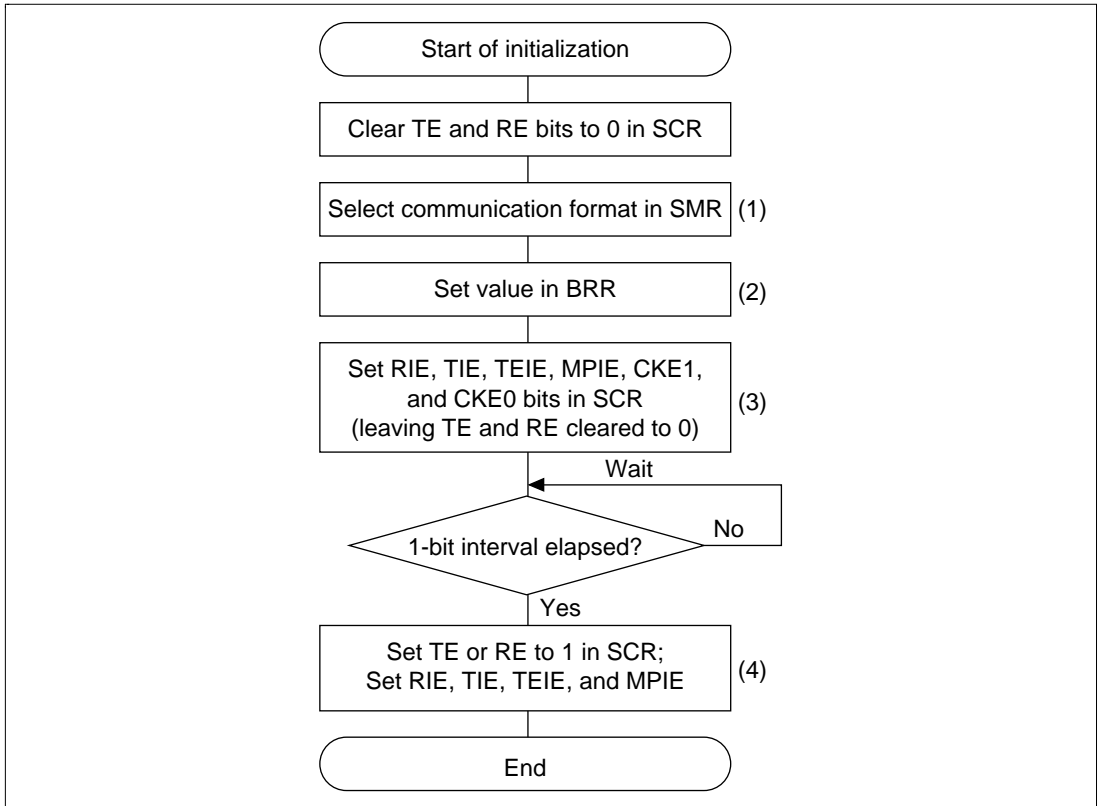 Start of initialization
Clear TE and RE bits to 0 in SCR
Select communication format in SMR
(1)
Set value in BRR
(2)
Set RIE, TIE, TEIE, MPIE, CKE1,
and CKE0 bits in SCR
(leaving TE and RE cleared to 0)
(3)
Wait
1-bit interval elapsed?
No
Yes
Set TE or RE to 1 in SCR;
Set RIE, TIE, TEIE, and MPIE
(4)
End